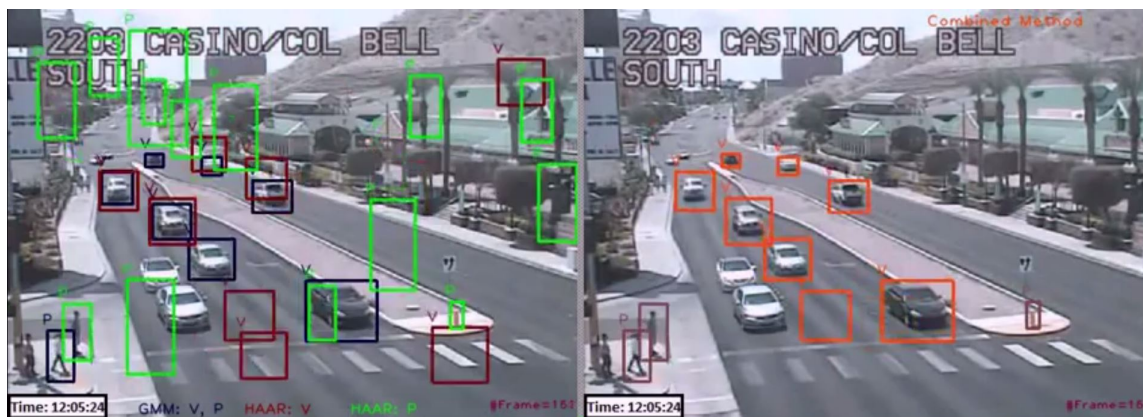 2203 CASINO/COL BELL
SOUTH
V
P
Time: 12:05:24
GMM: V, P HAAR: V HAAR: P
Combined Method
2203 CASINO/COL BELL
SOUTH
V
P
Time: 12:05:24